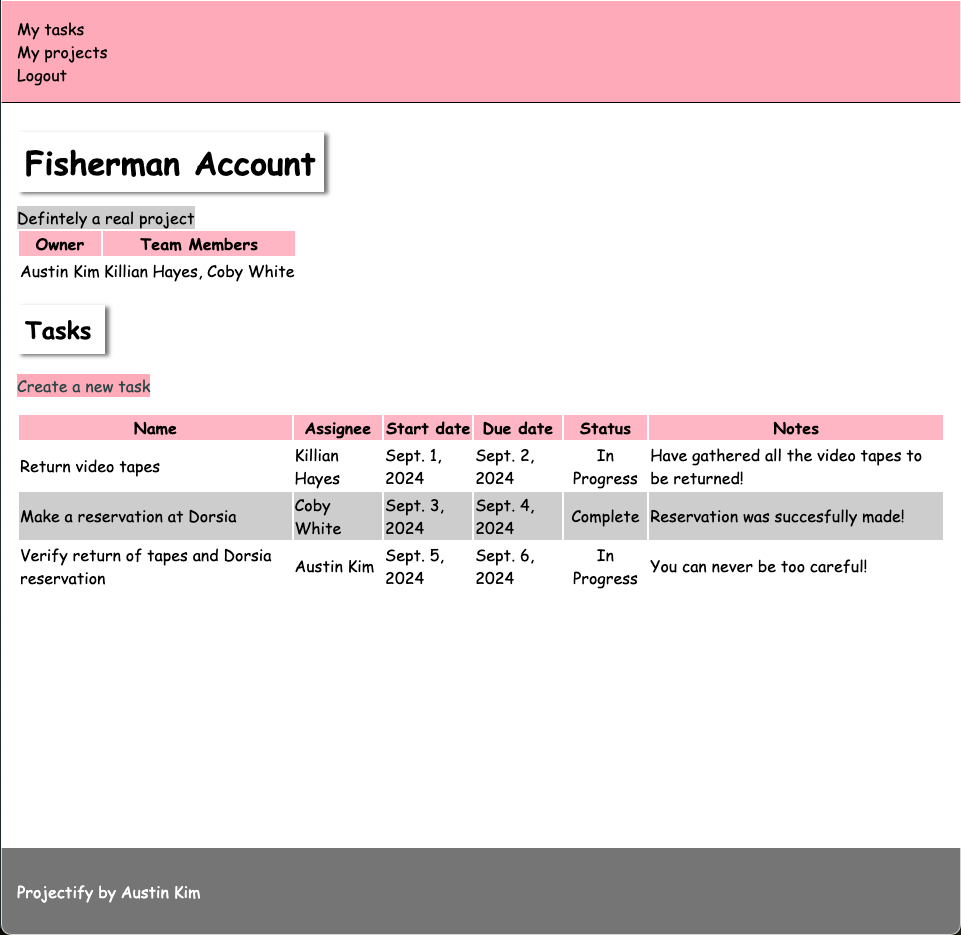 My tasks
My projects
Logout
Fisherman Account
Defintely a real project
Owner Team Members
Austin Kim Killian Hayes, Coby White
Tasks
Create a new task
Name Assignee Start date Due date Status Notes
Return video tapes Killian Hayes Sept. 1, 2024 Sept. 2, 2024 In Progress Have gathered all the video tapes to be returned!
Make a reservation at Dorsia Coby White Sept. 3, 2024 Sept. 4, 2024 Complete Reservation was succesfully made!
Verify return of tapes and Dorsia reservation Austin Kim Sept. 5, 2024 Sept. 6, 2024 In Progress You can never be too careful!
Projectify by Austin Kim